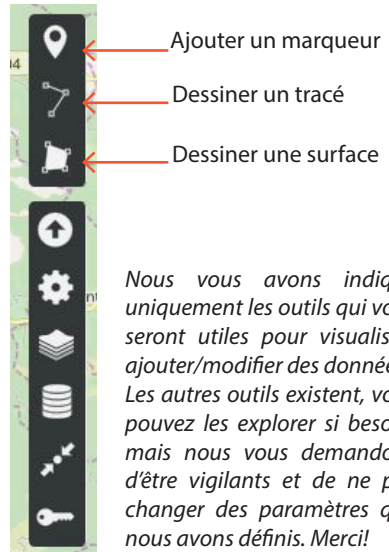 Ajouter un marqueur
04
Dessiner un tracé
Dessiner une surface
Nous vous avons indiq
uniquement les outils qui vo
seront utiles pour visualis
ajouter/modifier des donnée
Les autres outils existent, vo
pouvez les explorer si beso
mais nous vous demando
d'être vigilants et de ne p
changer des paramètres q
nous avons définis. Merci!